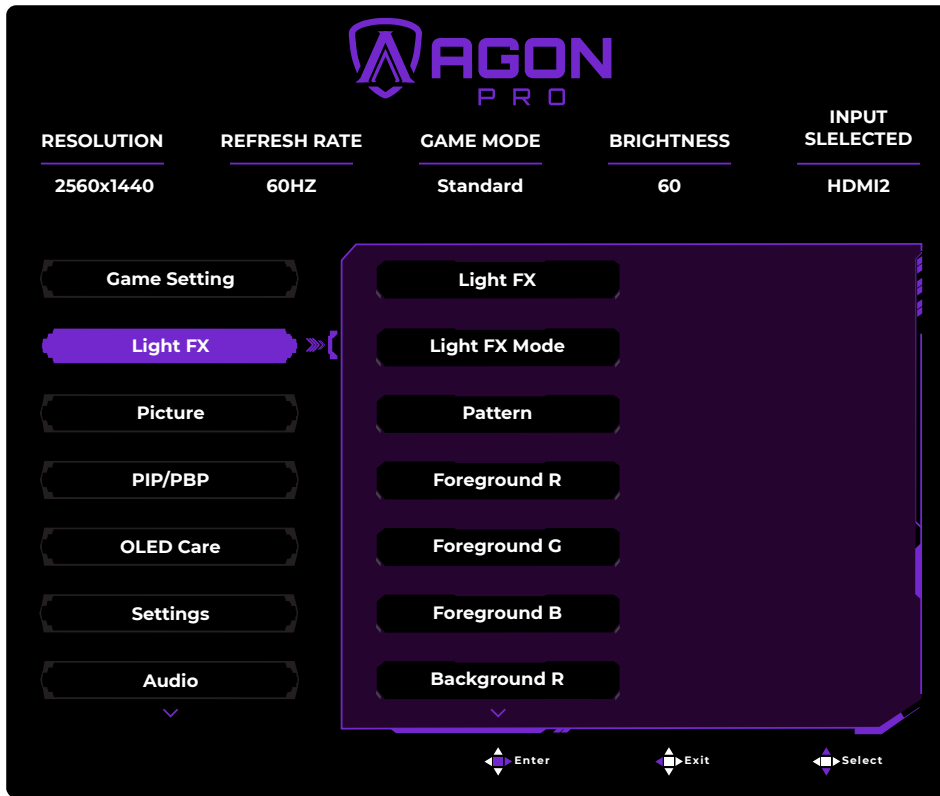 AGON
PRO
RESOLUTION
REFRESH RATE
GAME MODE
BRIGHTNESS
INPUT
SLELECTED
2560x1440
60HZ
Standard
60
HDMI2
Game Setting
Light FX
Picture
PIP/PBP
OLED Care
Settings
Audio
Light FX
Light FX Mode
Pattern
Foreground R
Foreground G
Foreground B
Background R
Enter
Exit
Select